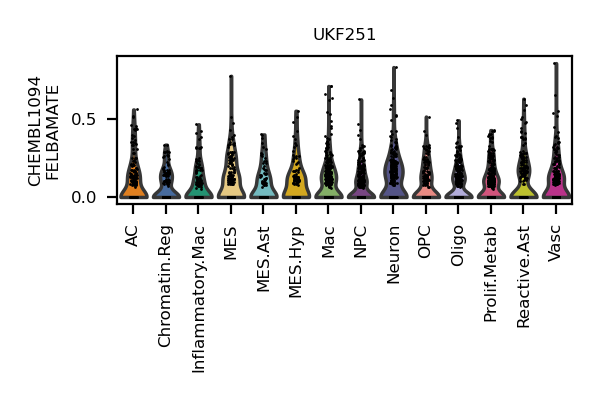 UKF251
CHEMBL1094
FELBAMATE
0.5
0.0
AC
Chromatin.Reg
Inflammatory.Mac
MES
MES.Ast
MES.Hyp
Mac
NPC
Neuron
OPC
Oligo
Prolif.Metab
Reactive.Ast
Vasc